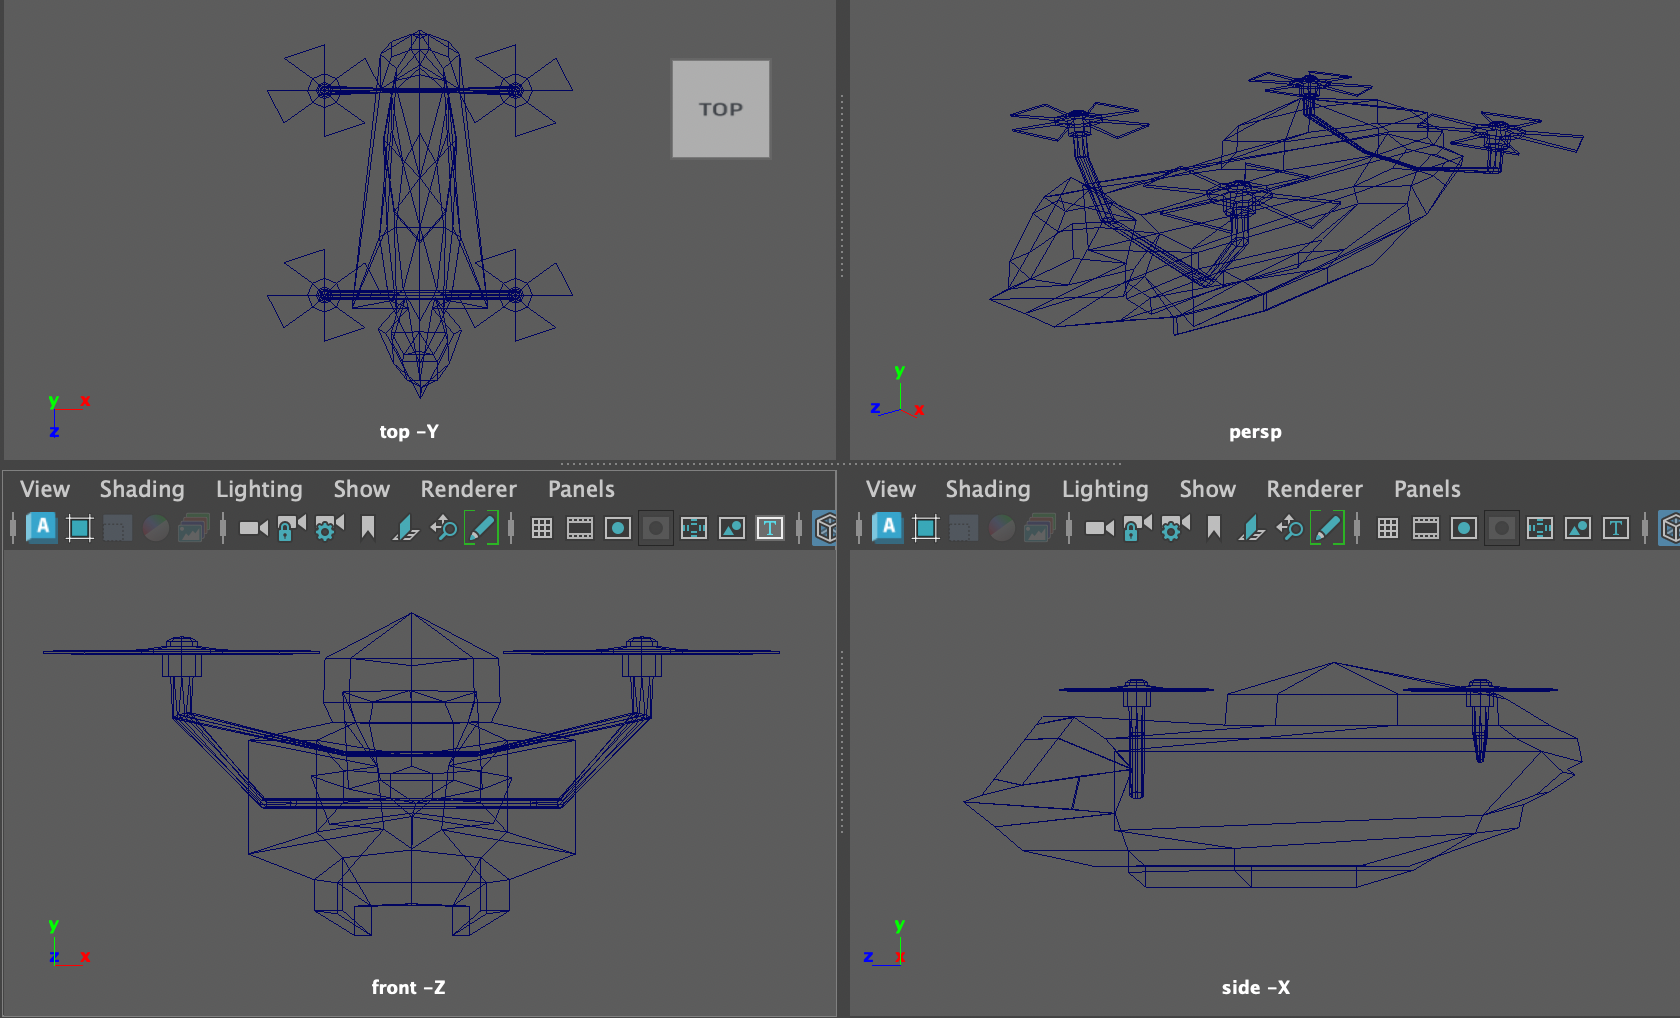 TOP
y x
z
top -Y
y
z x
persp
View Shading Lighting Show Renderer Panels
View Shading Lighting Show Renderer Panels
A T
A T
y
z x
front -Z
y
z x
side -X